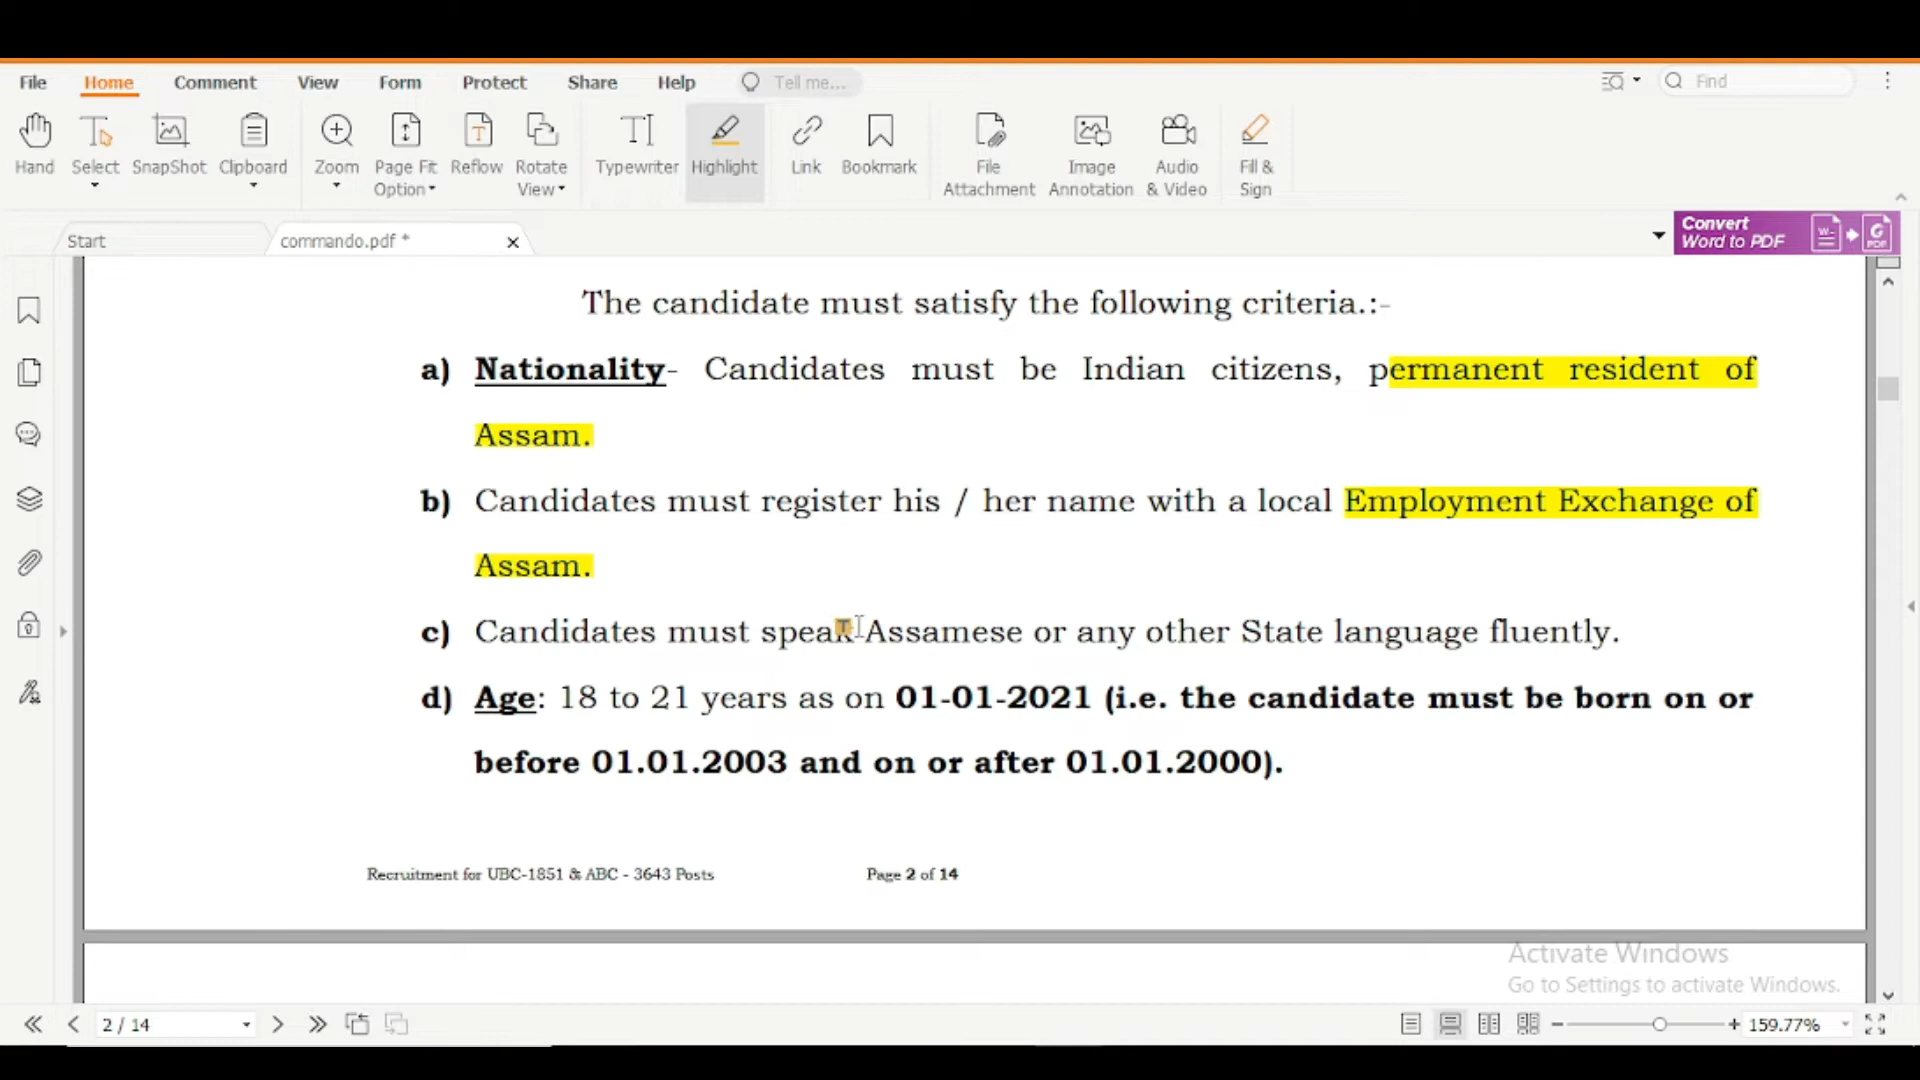 File Home Comment View Form Protect Share Help Tell me... Find
Hand Select SnapShot Clipboard Zoom Page Fit Option Reflow Rotate View Typewriter Highlight Link Bookmark File Attachment Image Annotation Audio & Video Fill & Sign
Start commando.pdf * Convert Word to PDF
The candidate must satisfy the following criteria.:-
a) Nationality- Candidates must be Indian citizens, permanent resident of
Assam.
b) Candidates must register his / her name with a local Employment Exchange of
Assam.
c) Candidates must speak Assamese or any other State language fluently.
d) Age: 18 to 21 years as on 01-01-2021 (i.e. the candidate must be born on or
before 01.01.2003 and on or after 01.01.2000).
Recruitment for UBC-1851 & ABC - 3643 Posts Page 2 of 14
Activate Windows
Go to Settings to activate Windows.
2 / 14 159.77%